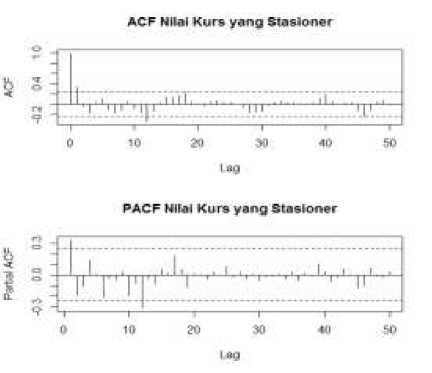 ACF Nilai Kurs yang Stasioner
ACF
1.0
0.4
-0.2
0 10 20 30 40 50
Lag
PACF Nilai Kurs yang Stasioner
Partial ACF
0.3
0.0
-0.3
0 10 20 30 40 50
Lag